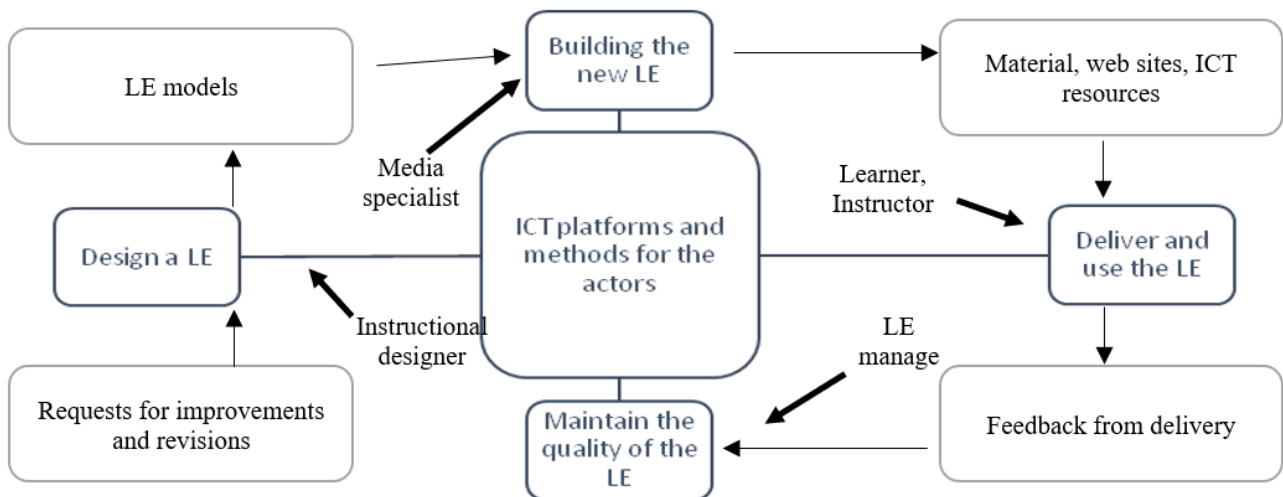 Building the
new LE
LE models
Material, web sites, ICT
resources
Media
specialist
Learner,
Instructor
ICT platforms and
methods for the
actors
Design a LE
Deliver and
use the LE
Instructional
designer
LE
manage
Requests for improvements
and revisions
Maintain the
quality of the
LE
Feedback from delivery